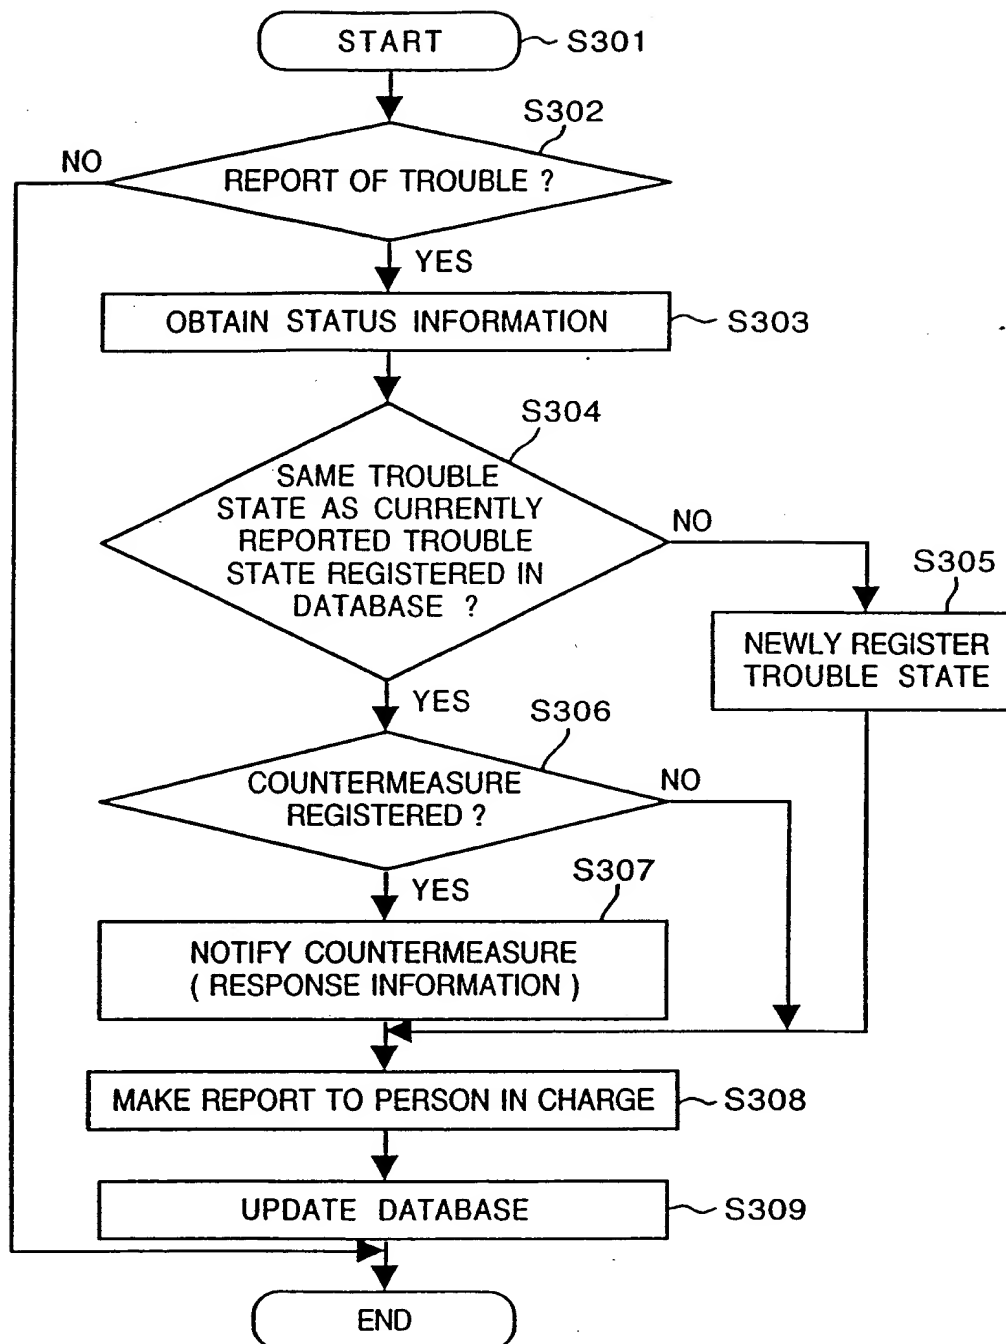 START
S301
S302
NO
REPORT OF TROUBLE ?
YES
OBTAIN STATUS INFORMATION
S303
S304
SAME TROUBLE
STATE AS CURRENTLY
REPORTED TROUBLE
STATE REGISTERED IN
DATABASE ?
NO
S305
NEWLY REGISTER
TROUBLE STATE
YES
S306
COUNTERMEASURE
REGISTERED ?
NO
YES
S307
NOTIFY COUNTERMEASURE
( RESPONSE INFORMATION )
MAKE REPORT TO PERSON IN CHARGE
S308
UPDATE DATABASE
S309
END